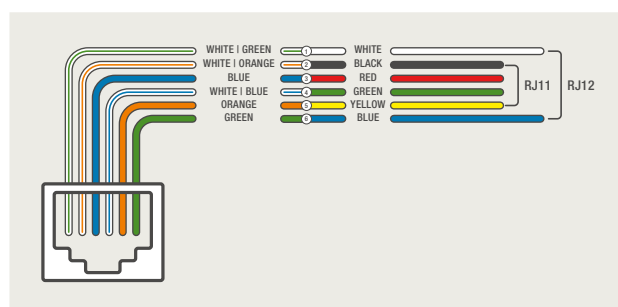 WHITE | GREEN 1 WHITE
WHITE | ORANGE 2 BLACK
BLUE 3 RED
WHITE | BLUE 4 GREEN
ORANGE 5 YELLOW
GREEN 6 BLUE
RJ11 RJ12